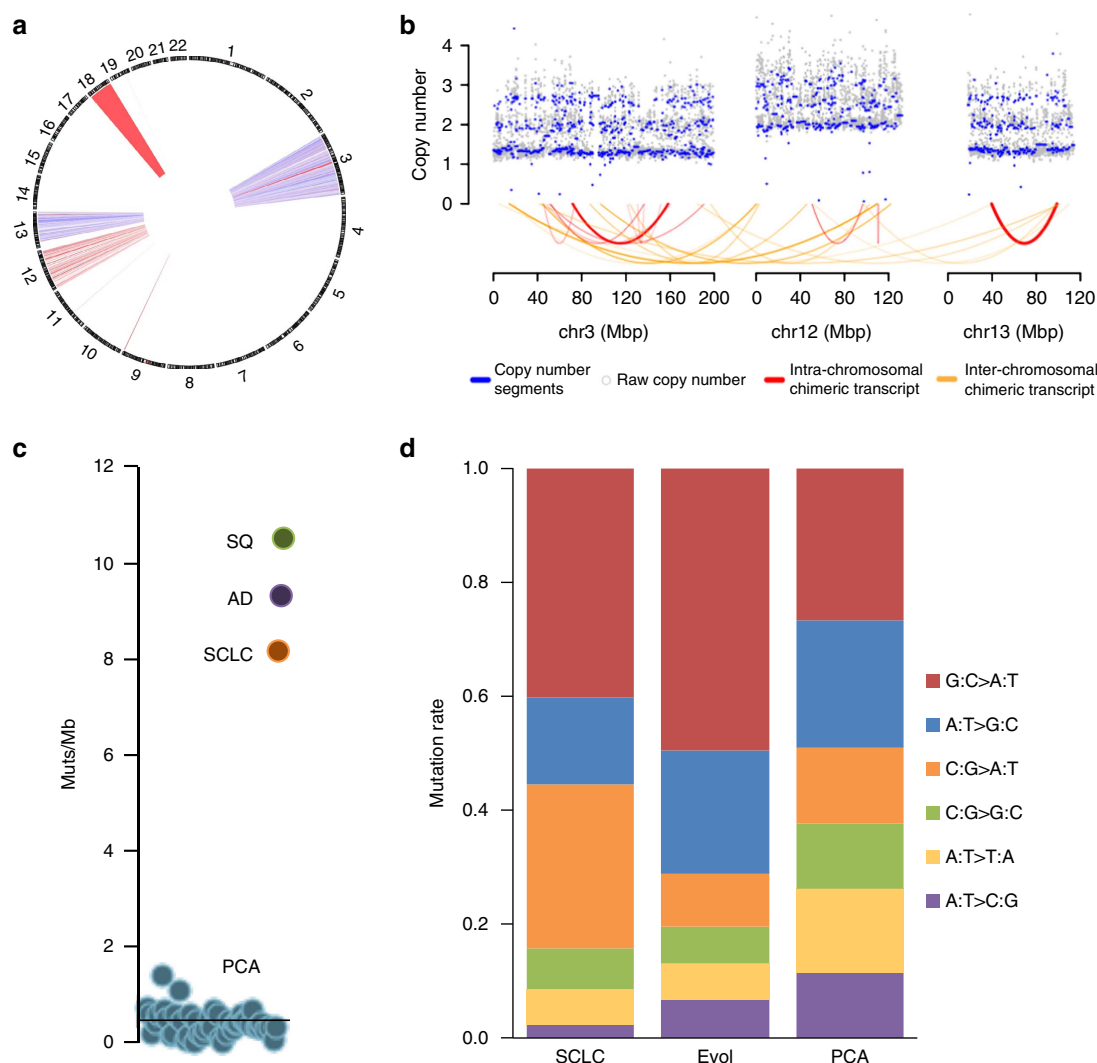 a
1
2
3
4
5
6
7
8
9
10
11
12
13
14
15
16
17
18
19
20
21
22
b
Copy number
4
3
2
1
0
0 40 80 120 160 200
0 40 80 120
0 40 80 120
chr3 (Mbp)
chr12 (Mbp)
chr13 (Mbp)
Copy number
segments
Raw copy number
Intra-chromosomal
chimeric transcript
Inter-chromosomal
chimeric transcript
c
Muts/Mb
12
10
8
6
4
2
0
SQ
AD
SCLC
PCA
d
Mutation rate
1.0
0.8
0.6
0.4
0.2
0.0
SCLC
Evol
PCA
G:C>A:T
A:T>G:C
C:G>A:T
C:G>G:C
A:T>T:A
A:T>C:G